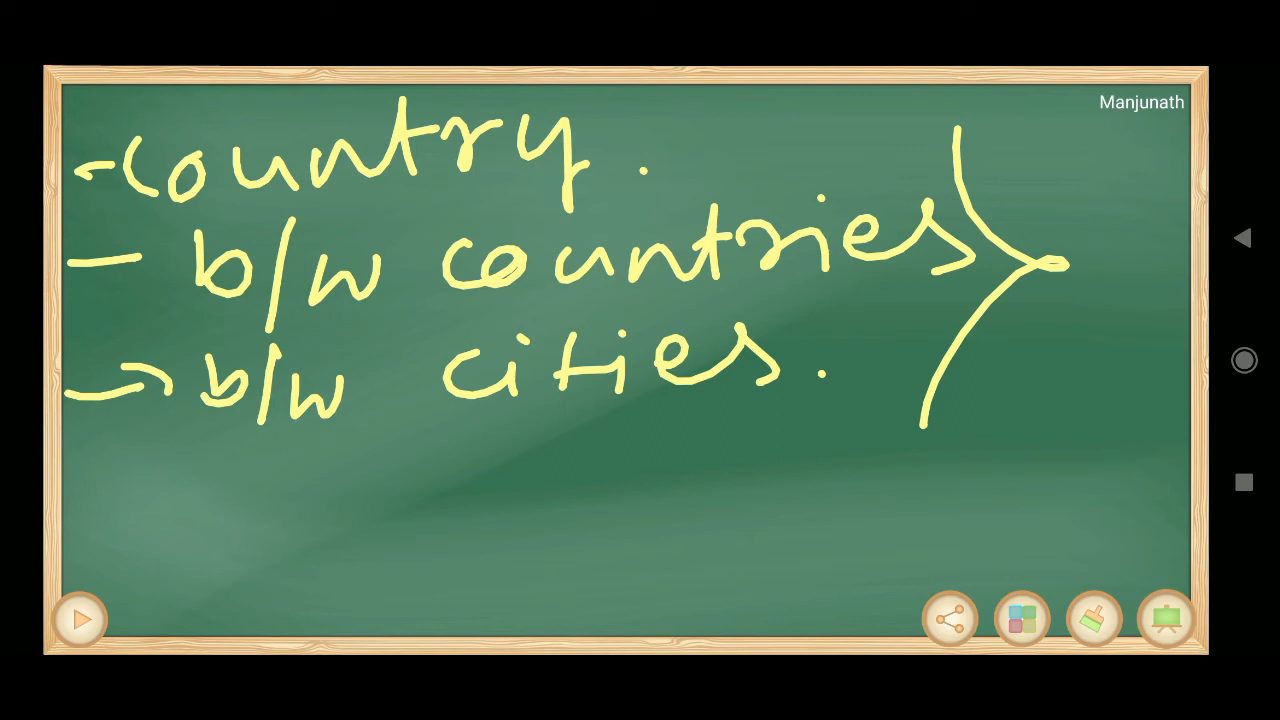 Manjunath
- Country.
- b/w countries
→ b/w cities.